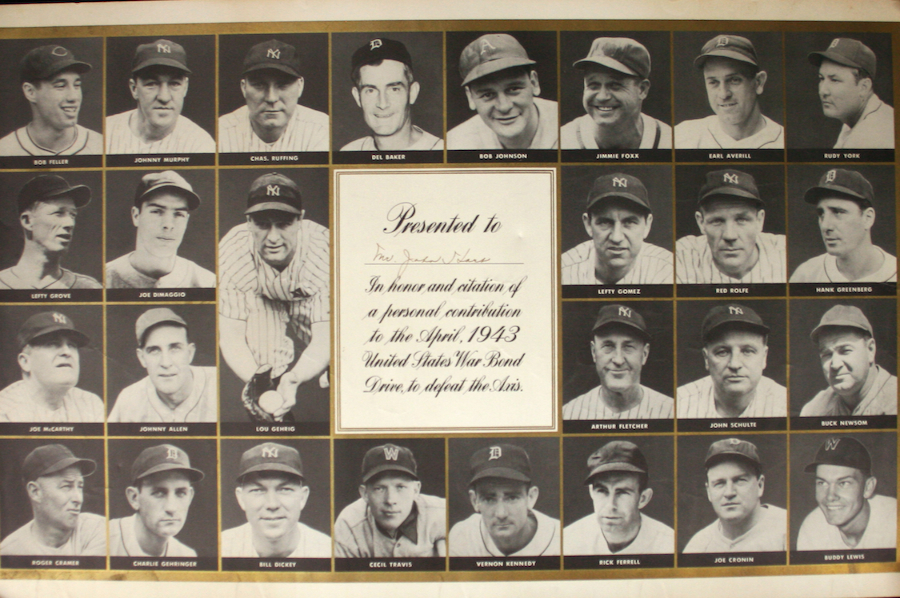 BOB FELLER
JOHNNY MURPHY
CHAS. RUFFING
DEL BAKER
BOB JOHNSON
JIMMIE FOXX
EARL AVERILL
RUDY YORK
LEFTY GROVE
JOE DIMAGGIO
LOU GEHRIG
Presented to
Mr. John
In honor and citation of
a personal contribution
to the April, 1943
United States War Bond
Drive, to defeat the Axis.
LEFTY GOMEZ
RED ROLFE
HANK GREENBERG
JOE McCARTHY
JOHNNY ALLEN
ARTHUR FLETCHER
JOHN SCHULTE
BUCK NEWSOM
ROGER CRAMER
CHARLIE GEHRINGER
BILL DICKEY
CECIL TRAVIS
VERNON KENNEDY
RICK FERRELL
JOE CRONIN
BUDDY LEWIS